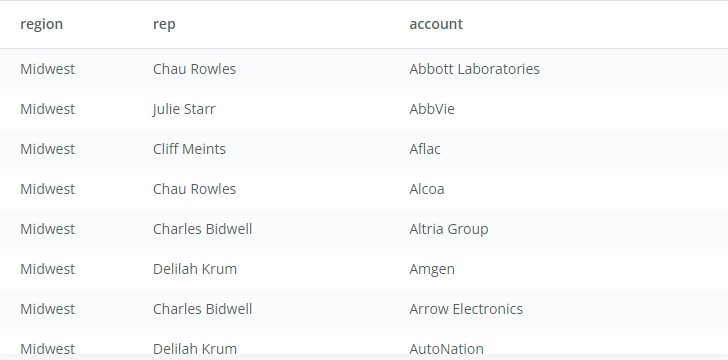 region rep account
Midwest Chau Rowles Abbott Laboratories
Midwest Julie Starr AbbVie
Midwest Cliff Meints Aflac
Midwest Chau Rowles Alcoa
Midwest Charles Bidwell Altria Group
Midwest Delilah Krum Amgen
Midwest Charles Bidwell Arrow Electronics
Midwest Delilah Krum AutoNation